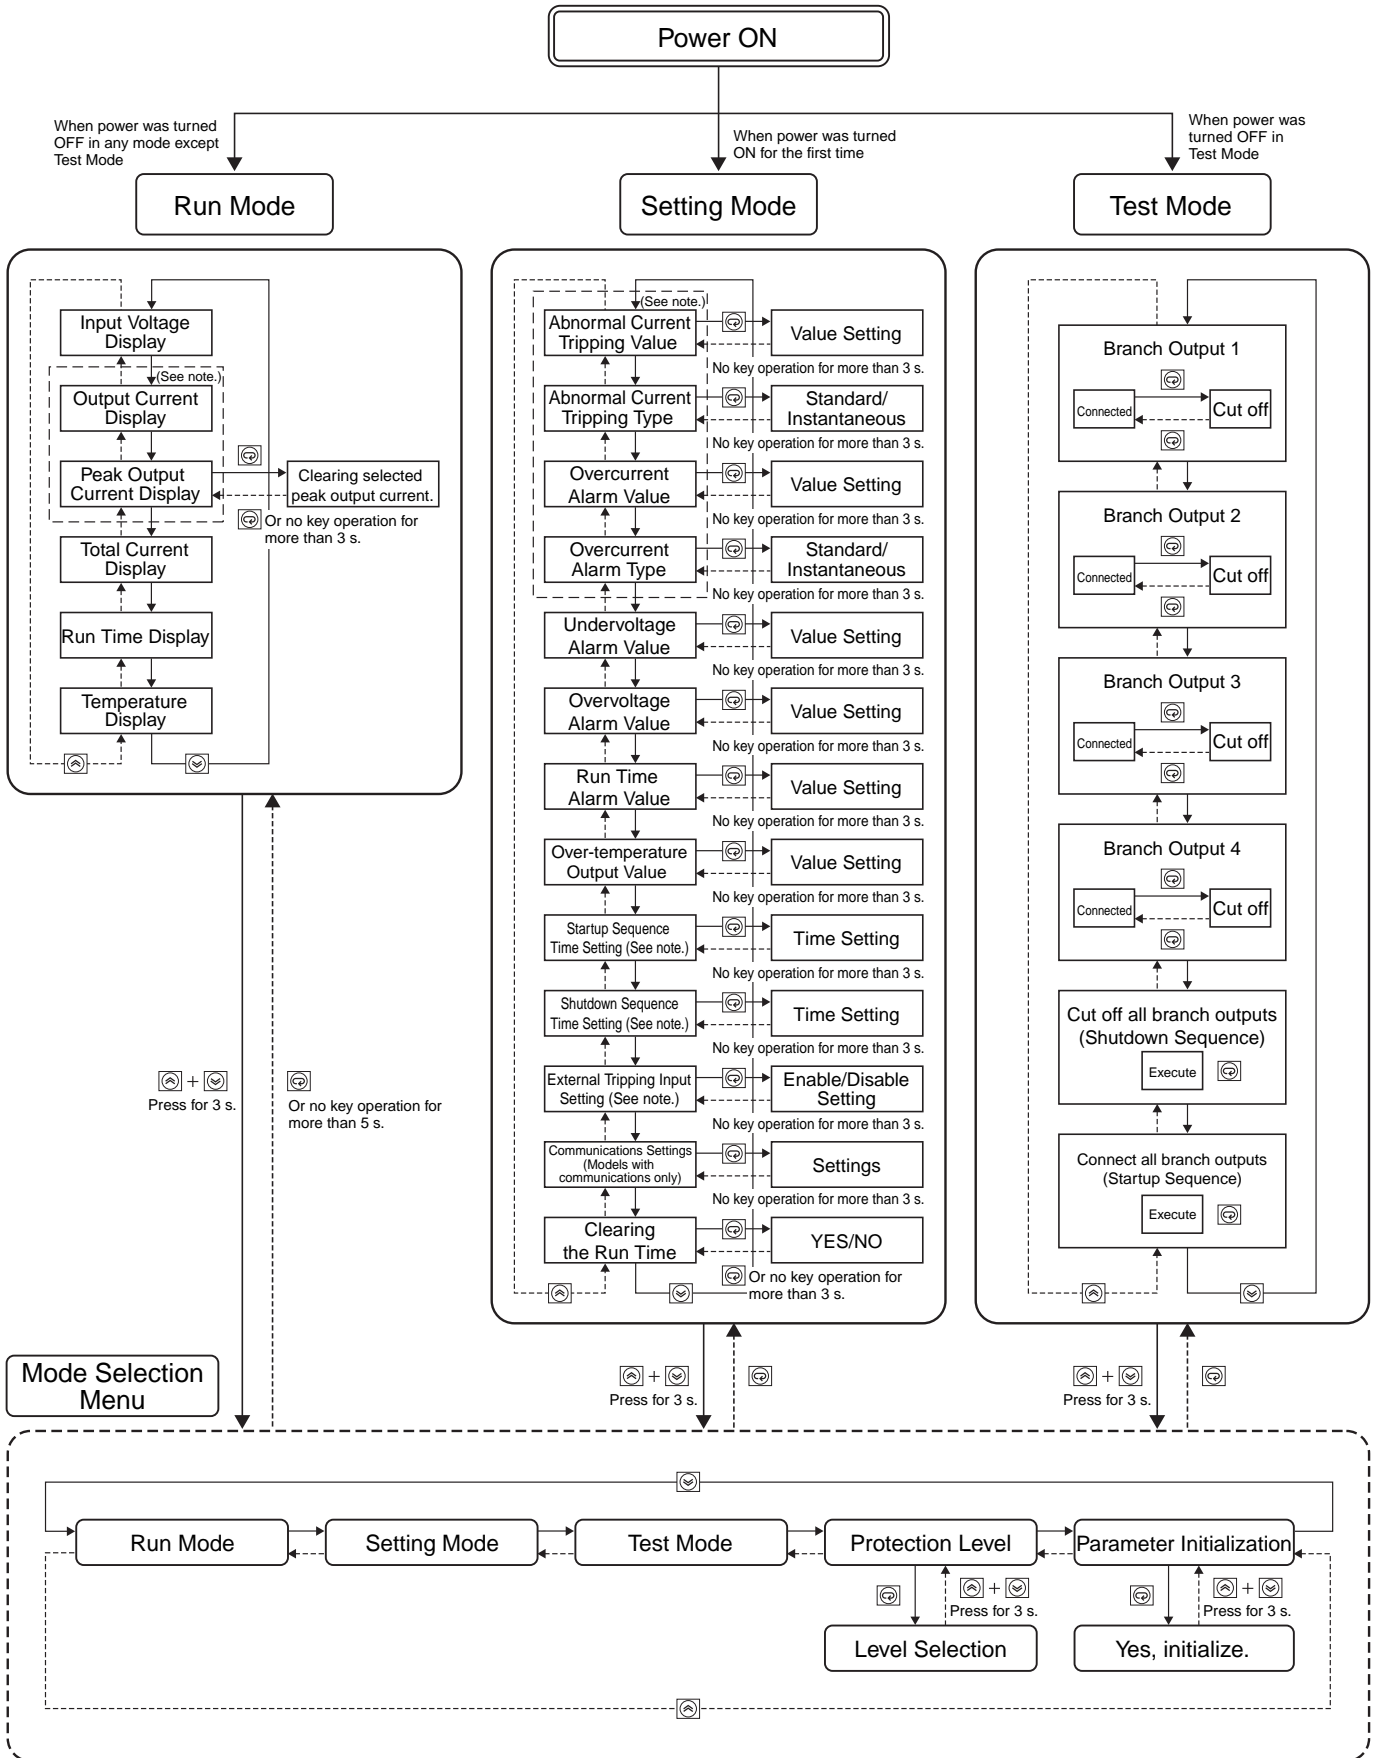 Power ON
When power was turned
OFF in any mode except
Test Mode
When power was turned
ON for the first time
When power was
turned OFF in
Test Mode
Run Mode
Setting Mode
Test Mode
Input Voltage
Display
(See note.)
Output Current
Display
Peak Output
Current Display
Clearing selected
peak output current.
Or no key operation for
more than 3 s.
Total Current
Display
Run Time Display
Temperature
Display
(See note.)
Abnormal Current
Tripping Value
Value Setting
No key operation for more than 3 s.
Abnormal Current
Tripping Type
Standard/
Instantaneous
No key operation for more than 3 s.
Overcurrent
Alarm Value
Value Setting
No key operation for more than 3 s.
Overcurrent
Alarm Type
Standard/
Instantaneous
No key operation for more than 3 s.
Undervoltage
Alarm Value
Value Setting
No key operation for more than 3 s.
Overvoltage
Alarm Value
Value Setting
No key operation for more than 3 s.
Run Time
Alarm Value
Value Setting
No key operation for more than 3 s.
Over-temperature
Output Value
Value Setting
No key operation for more than 3 s.
Startup Sequence
Time Setting (See note.)
Time Setting
No key operation for more than 3 s.
Shutdown Sequence
Time Setting (See note.)
Time Setting
No key operation for more than 3 s.
External Tripping Input
Setting (See note.)
Enable/Disable
Setting
No key operation for more than 3 s.
Communications Settings
(Models with
communications only)
Settings
No key operation for more than 3 s.
Clearing
the Run Time
YES/NO
Or no key operation for
more than 3 s.
Branch Output 1
Connected
Cut off
Branch Output 2
Connected
Cut off
Branch Output 3
Connected
Cut off
Branch Output 4
Connected
Cut off
Cut off all branch outputs
(Shutdown Sequence)
Execute
Connect all branch outputs
(Startup Sequence)
Execute
+
Press for 3 s.
Or no key operation for
more than 5 s.
+
Press for 3 s.
+
Press for 3 s.
Mode Selection
Menu
Run Mode
Setting Mode
Test Mode
Protection Level
Parameter Initialization
+
Press for 3 s.
+
Press for 3 s.
Level Selection
Yes, initialize.